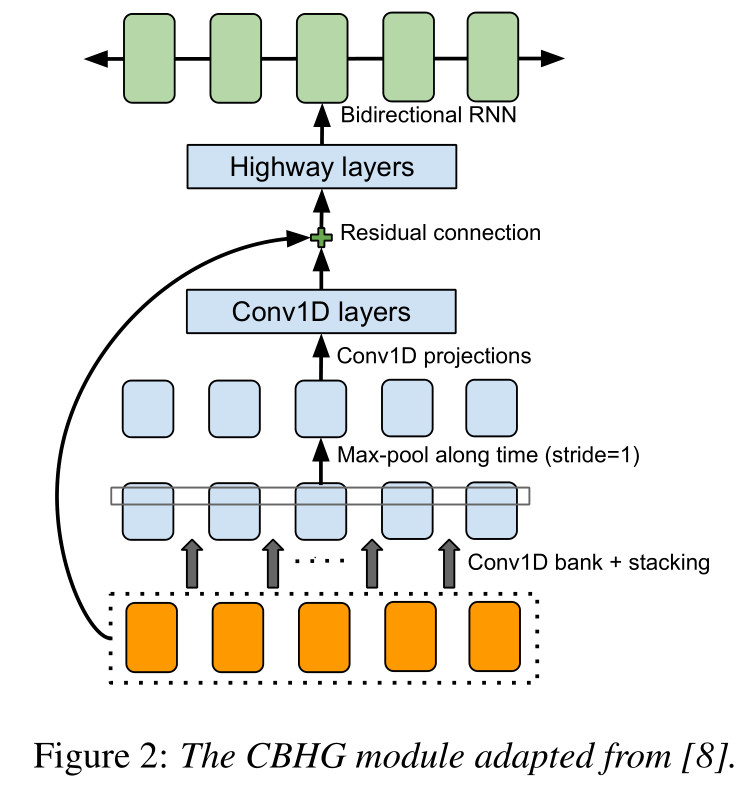 Bidirectional RNN
Highway layers
Residual connection
Conv1D layers
Conv1D projections
Max-pool along time (stride=1)
Conv1D bank + stacking
Figure 2: The CBHG module adapted from [8].